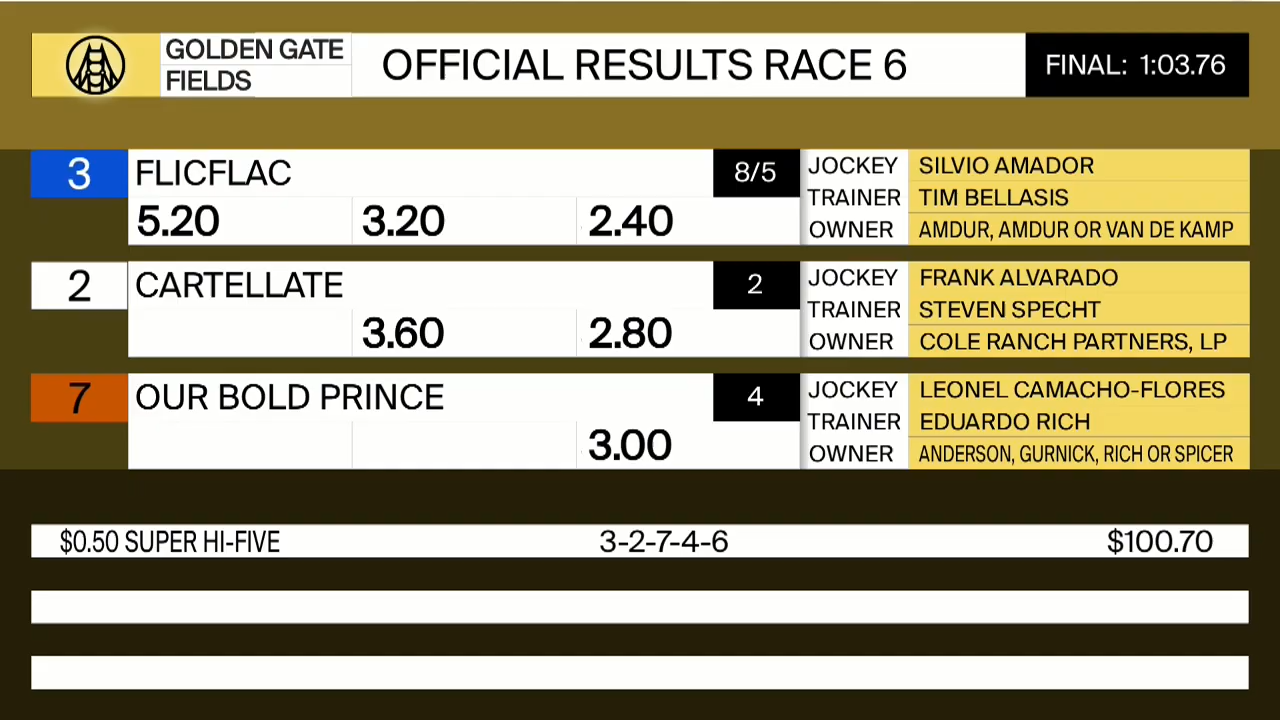 GOLDEN GATE
FIELDS
OFFICIAL RESULTS RACE 6
FINAL: 1:03.76
3 FLICFLAC 8/5
5.20 3.20 2.40
JOCKEY SILVIO AMADOR
TRAINER TIM BELLASIS
OWNER AMDUR, AMDUR OR VAN DE KAMP
2 CARTELLATE 2
3.60 2.80
JOCKEY FRANK ALVARADO
TRAINER STEVEN SPECHT
OWNER COLE RANCH PARTNERS, LP
7 OUR BOLD PRINCE 4
3.00
JOCKEY LEONEL CAMACHO-FLORES
TRAINER EDUARDO RICH
OWNER ANDERSON, GURNICK, RICH OR SPICER
$0.50 SUPER HI-FIVE 3-2-7-4-6 $100.70